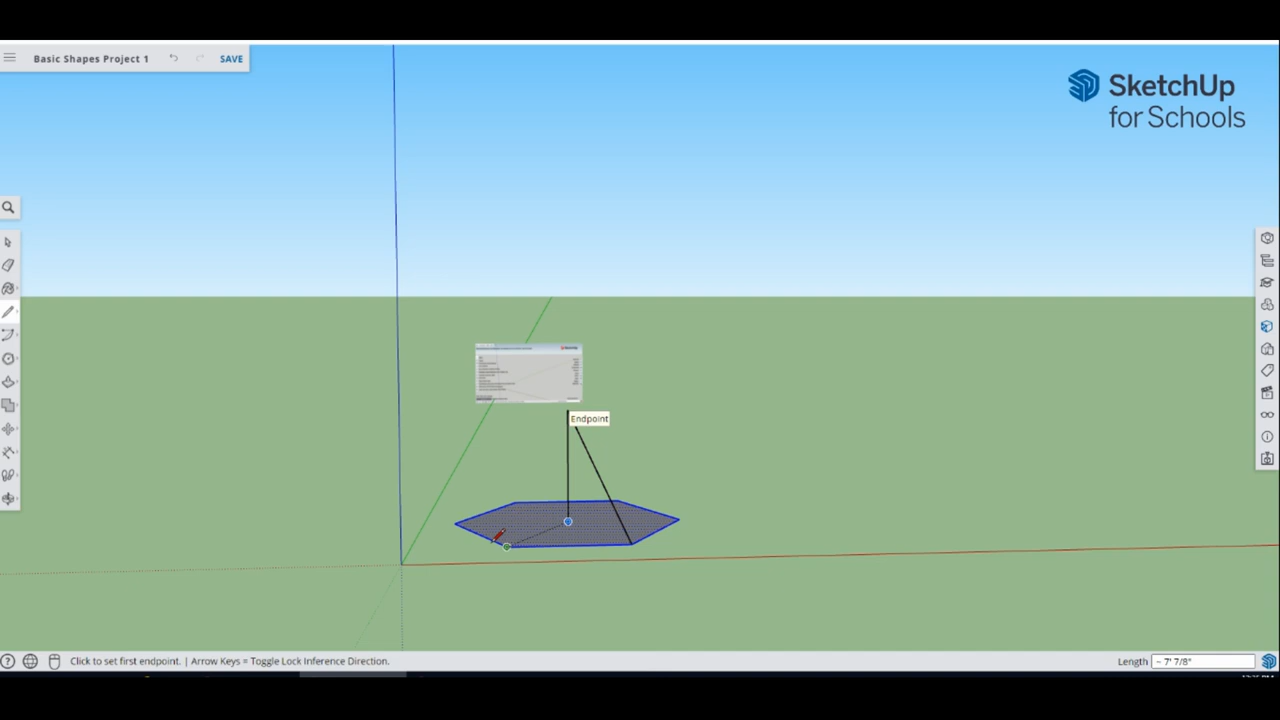 Basic Shapes Project 1
SAVE
SketchUp
for Schools
SketchUp
Endpoint
Click to set first endpoint. | Arrow Keys = Toggle Lock Inference Direction.
Length
~ 7' 7/8"